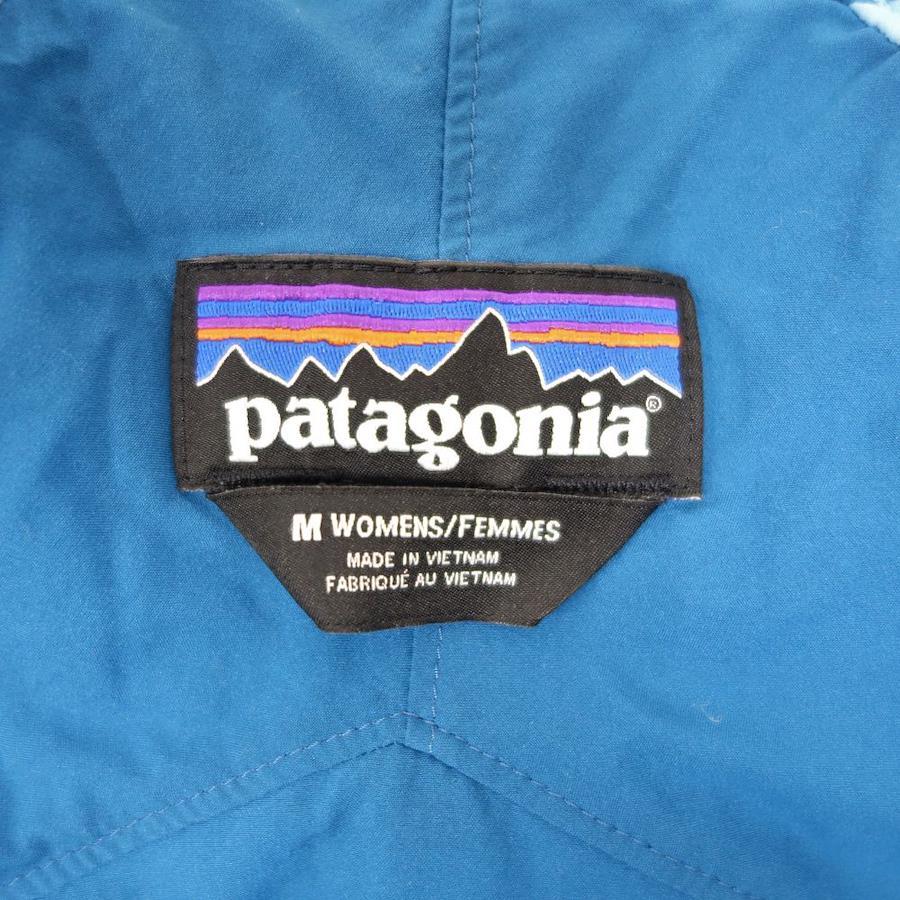 patagonia®
M WOMENS/FEMMES
MADE IN VIETNAM
FABRIQUÉ AU VIETNAM